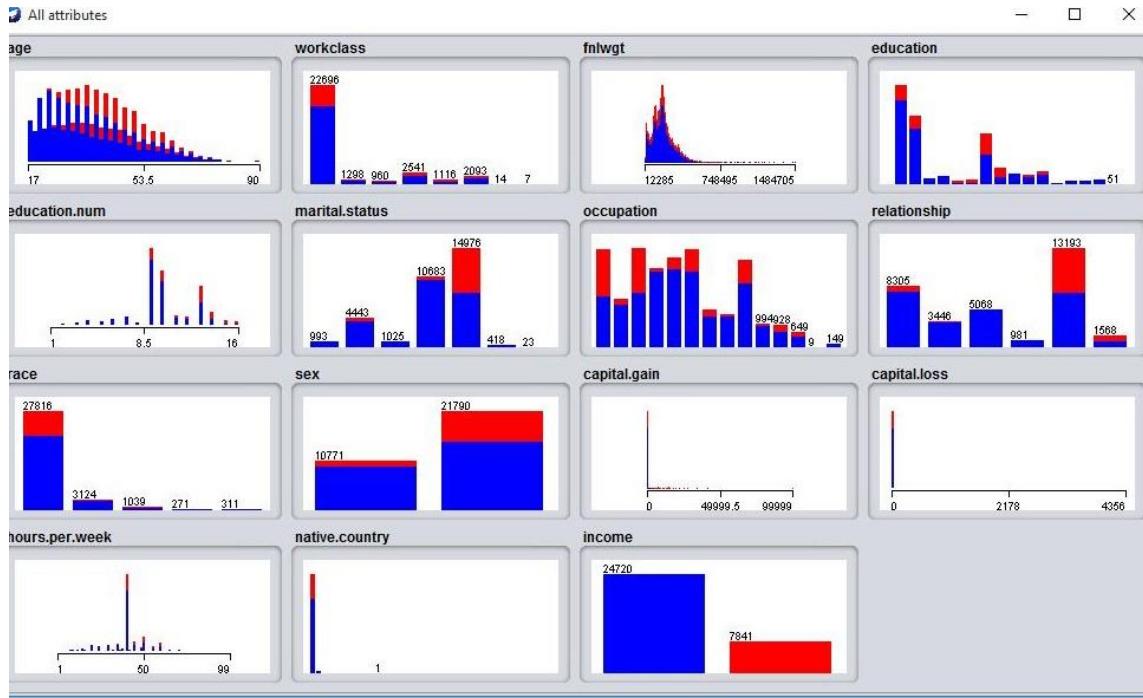 All attributes
age workclass fnlwgt education
22696
1298 960 2541 1116 2093 14 7
51
17 53.5 90
12285 748495 1484705
education.num marital.status occupation relationship
14976 13193
10683
8305
4443
3446 5068 1568
993 1025 418 23
994 928 649 9 149
981
1 8.5 16
race sex capital.gain capital.loss
27816 21790
10771
3124 1039 271 311
0 49999.5 99999
0 2178 4356
hours.per.week native.country income
24720
7841
1
1 50 99